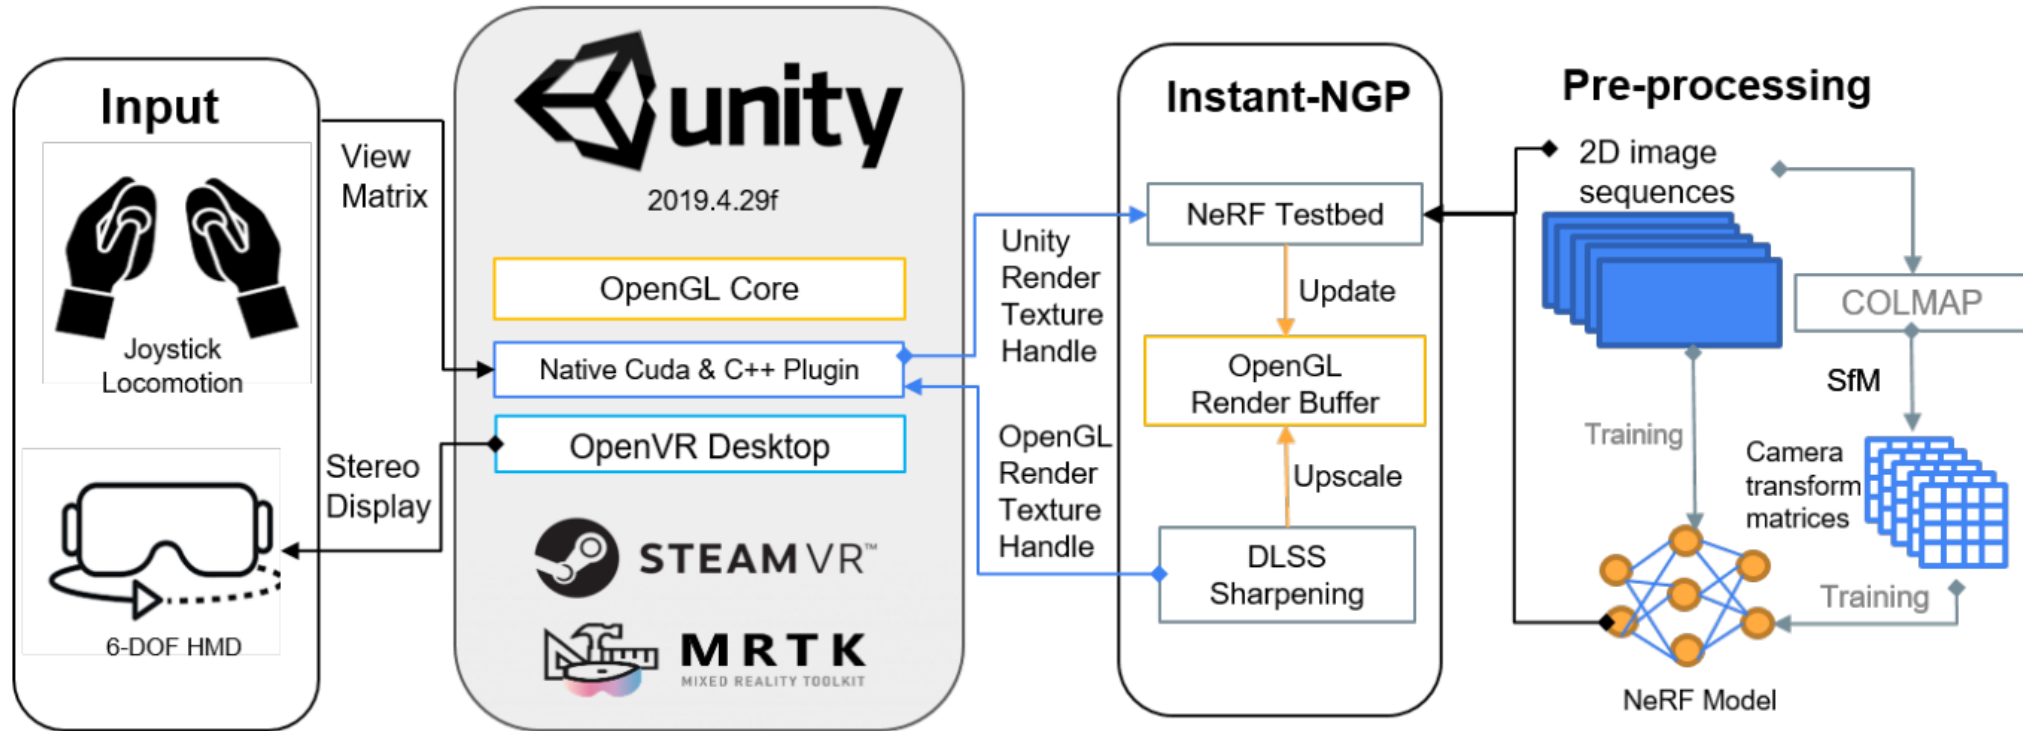 Input
Joystick
Locomotion
6-DOF HMD
View
Matrix
Stereo
Display
unity
2019.4.29f
OpenGL Core
Native Cuda & C++ Plugin
OpenVR Desktop
STEAM VR™
MRTK
MIXED REALITY TOOLKIT
Unity
Render
Texture
Handle
OpenGL
Render
Texture
Handle
Instant-NGP
NeRF Testbed
Update
OpenGL
Render Buffer
Upscale
DLSS
Sharpening
Pre-processing
2D image
sequences
COLMAP
SfM
Training
Camera
transform
matrices
Training
NeRF Model